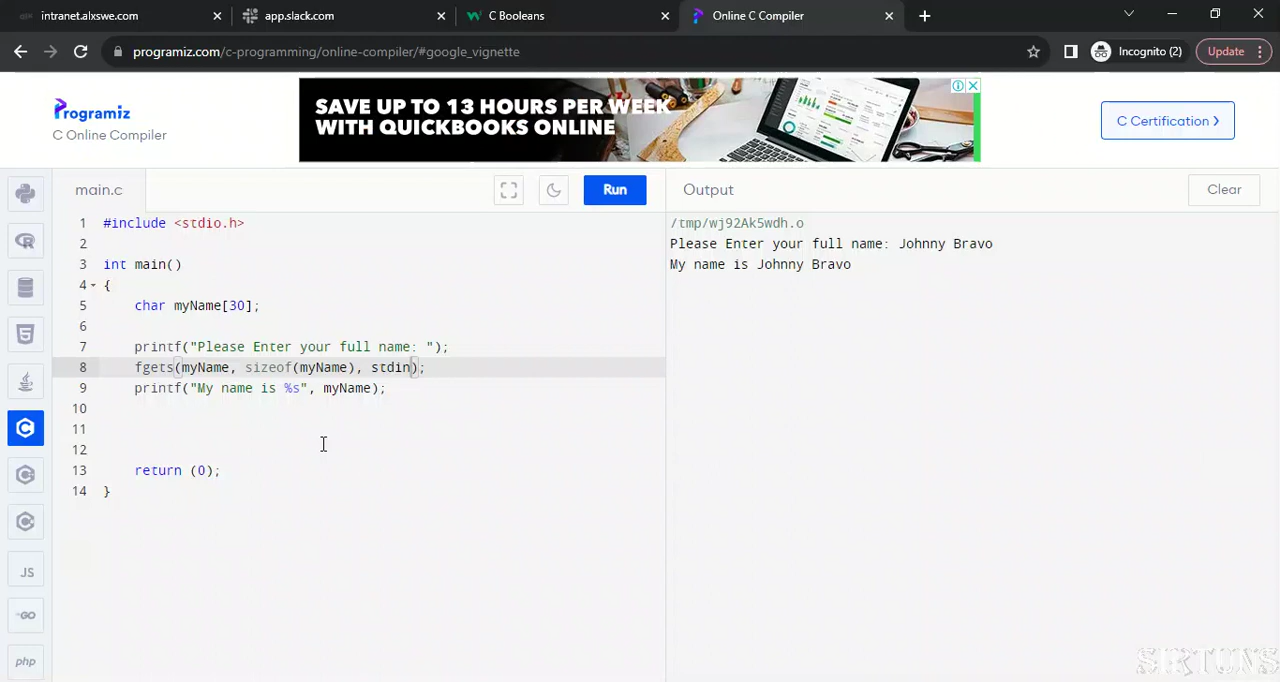 intranet.alxswe.com
app.slack.com
C Booleans
Online C Compiler
programiz.com/c-programming/online-compiler/#google_vignette
Incognito (2)
Update
Programiz
C Online Compiler
SAVE UP TO 13 HOURS PER WEEK
WITH QUICKBOOKS ONLINE
C Certification
main.c
Run
Output
Clear
1 #include <stdio.h>
2
3 int main()
4 {
5 char myName[30];
6
7 printf("Please Enter your full name: ");
8 fgets(myName, sizeof(myName), stdin);
9 printf("My name is %s", myName);
10
11
12
13 return (0);
14 }
/tmp/wj92Ak5wdh.o
Please Enter your full name: Johnny Bravo
My name is Johnny Bravo
JS
GO
php
SIRTUNS